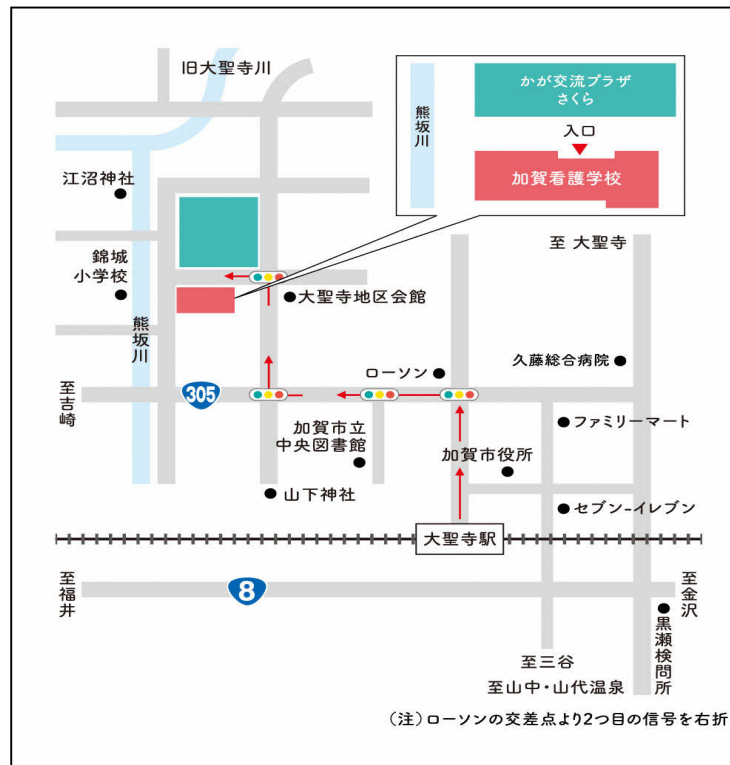 旧大聖寺川
かが交流プラザ
さくら
熊坂川
入口
加賀看護学校
江沼神社
至 大聖寺
錦城
小学校
大聖寺地区会館
熊坂川
ローソン
久藤総合病院
至吉崎
305
加賀市立
中央図書館
ファミリーマート
加賀市役所
山下神社
セブン-イレブン
大聖寺駅
至福井
8
至金沢
黒瀬検問所
至三谷
至山中・山代温泉
(注)ローソンの交差点より2つ目の信号を右折